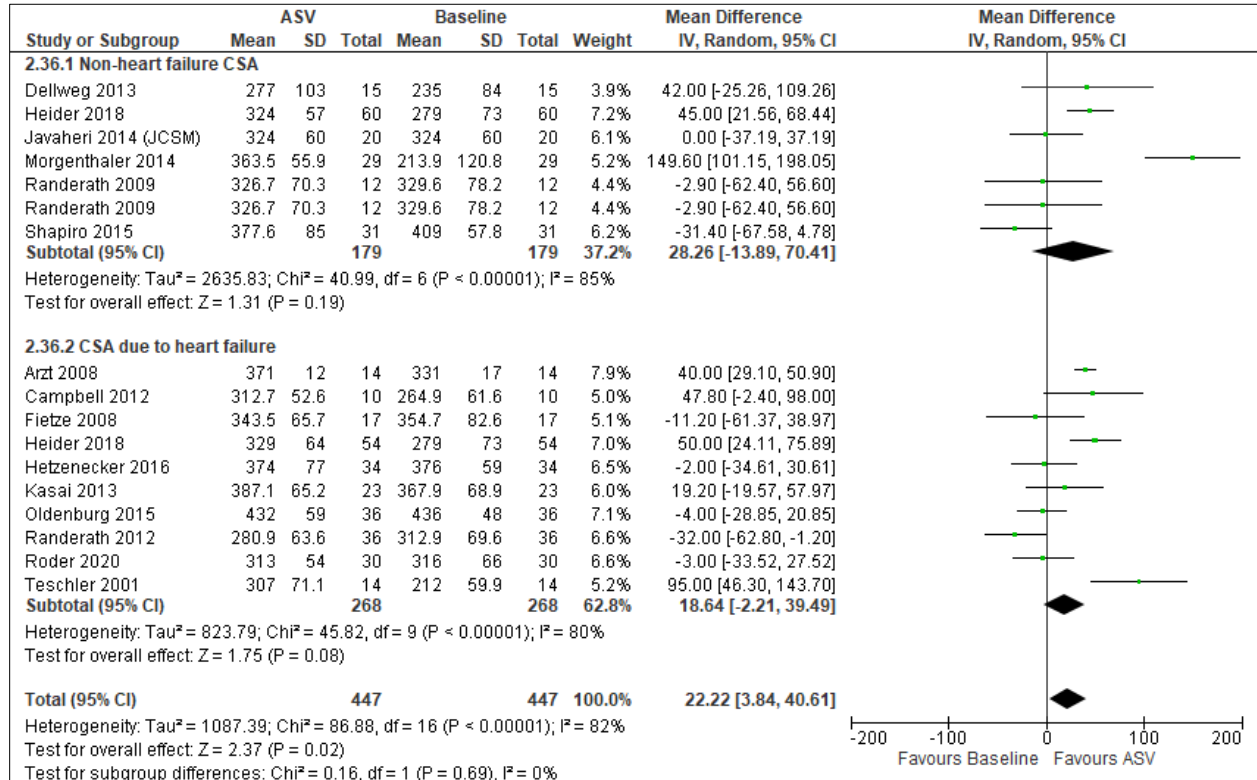 ASV Baseline Mean Difference Mean Difference
Study or Subgroup Mean SD Total Mean SD Total Weight IV, Random, 95% CI IV, Random, 95% CI
2.36.1 Non-heart failure CSA
Dellweg 2013 277 103 15 235 84 15 3.9% 42.00 [-25.26, 109.26]
Heider 2018 324 57 60 279 73 60 7.2% 45.00 [21.56, 68.44]
Javaheri 2014 (JCSM) 324 60 20 324 60 20 6.1% 0.00 [-37.19, 37.19]
Morgenthaler 2014 363.5 55.9 29 213.9 120.8 29 5.2% 149.60 [101.15, 198.05]
Randerath 2009 326.7 70.3 12 329.6 78.2 12 4.4% -2.90 [-62.40, 56.60]
Randerath 2009 326.7 70.3 12 329.6 78.2 12 4.4% -2.90 [-62.40, 56.60]
Shapiro 2015 377.6 85 31 409 57.8 31 6.2% -31.40 [-67.58, 4.78]
Subtotal (95% CI) 179 179 37.2% 28.26 [-13.89, 70.41]
Heterogeneity: Tau² = 2635.83; Chi² = 40.99, df = 6 (P < 0.00001); I² = 85%
Test for overall effect: Z = 1.31 (P = 0.19)
2.36.2 CSA due to heart failure
Arzt 2008 371 12 14 331 17 14 7.9% 40.00 [29.10, 50.90]
Campbell 2012 312.7 52.6 10 264.9 61.6 10 5.0% 47.80 [-2.40, 98.00]
Fietze 2008 343.5 65.7 17 354.7 82.6 17 5.1% -11.20 [-61.37, 38.97]
Heider 2018 329 64 54 279 73 54 7.0% 50.00 [24.11, 75.89]
Hetzenecker 2016 374 77 34 376 59 34 6.5% -2.00 [-34.61, 30.61]
Kasai 2013 387.1 65.2 23 367.9 68.9 23 6.0% 19.20 [-19.57, 57.97]
Oldenburg 2015 432 59 36 436 48 36 7.1% -4.00 [-28.85, 20.85]
Randerath 2012 280.9 63.6 36 312.9 69.6 36 6.6% -32.00 [-62.80, -1.20]
Roder 2020 313 54 30 316 66 30 7.0% -3.00 [-33.52, 27.52]
Teschler 2001 307 71.1 14 212 59.9 14 5.2% 95.00 [46.30, 143.70]
Subtotal (95% CI) 268 268 62.8% 18.64 [-2.21, 39.49]
Heterogeneity: Tau² = 823.79; Chi² = 45.82, df = 9 (P < 0.00001); I² = 80%
Test for overall effect: Z = 1.75 (P = 0.08)
Total (95% CI) 447 447 100.0% 22.22 [3.84, 40.61]
Heterogeneity: Tau² = 1087.39; Chi² = 86.88, df = 16 (P < 0.00001); I² = 82%
Test for overall effect: Z = 2.37 (P = 0.02)
Test for subgroup differences: Chi² = 0.16, df = 1 (P = 0.69), I² = 0%
-200 -100 0 100 200
Favours Baseline Favours ASV